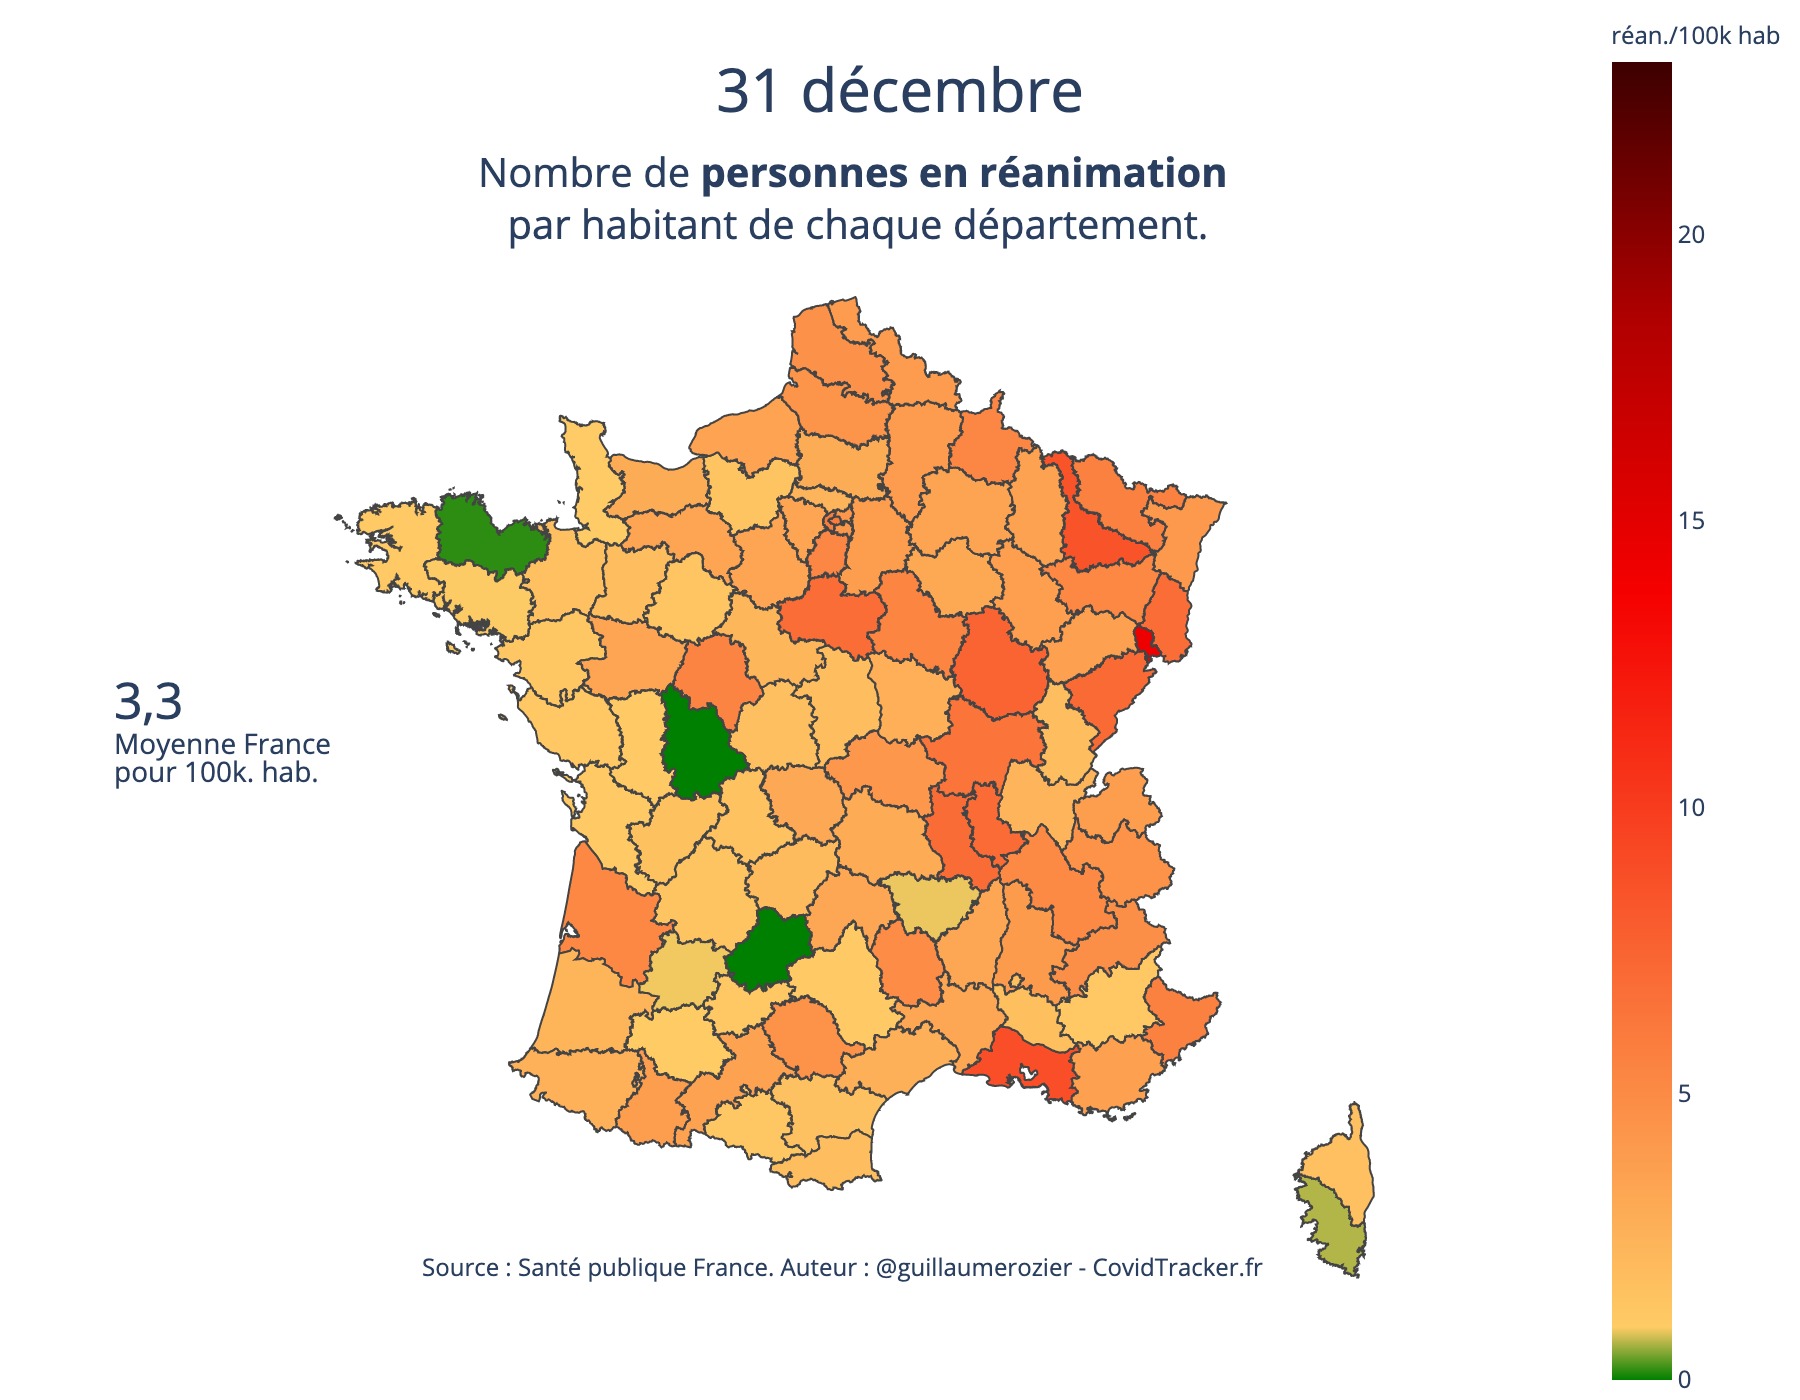 réan./100k hab
31 décembre
Nombre de personnes en réanimation
par habitant de chaque département.
20
15
3,3
Moyenne France
pour 100k. hab.
10
5
Source : Santé publique France. Auteur : @guillaumerozier - CovidTracker.fr
0